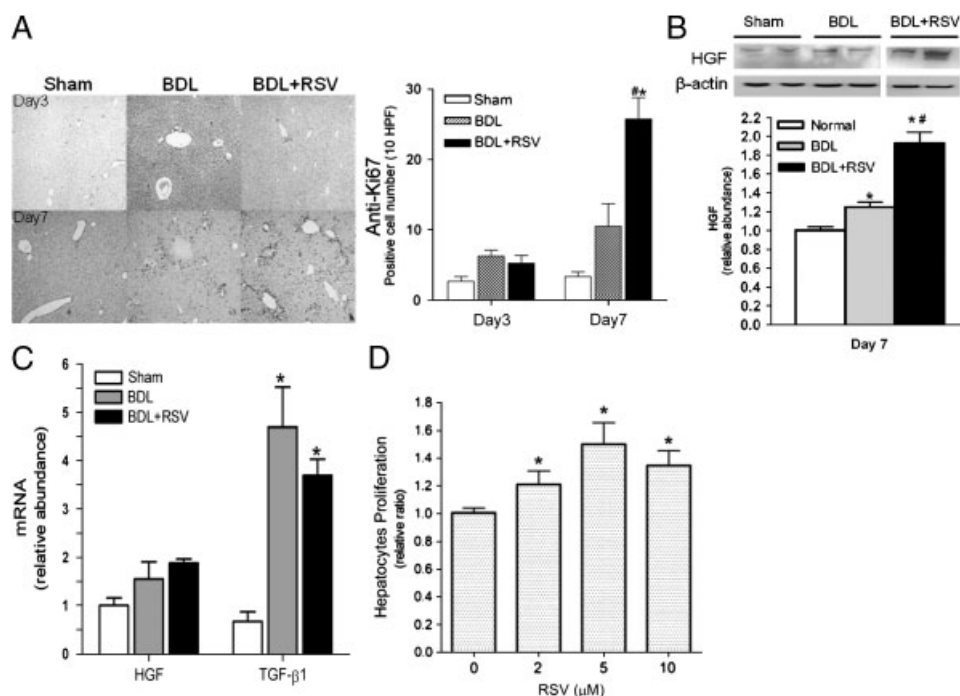 A
Sham BDL BDL+RSV
Day3
Day7
Anti-Ki67
Positive cell number (10 HPF)
30
25
20
15
10
5
0
Sham
BDL
BDL+RSV
#*
Day3 Day7
B
Sham BDL BDL+RSV
HGF
β-actin
HGF
(relative abundance)
2.2
2.0
1.8
1.6
1.4
1.2
1.0
0.8
0.6
0.4
0.2
0.0
Normal
BDL
BDL+RSV
*
*#
Day 7
C
mRNA
(relative abundance)
6
5
4
3
2
1
0
Sham
BDL
BDL+RSV
*
*
HGF TGF-β1
D
Hepatocytes Proliferation
(relative ratio)
2.0
1.8
1.6
1.4
1.2
1.0
0.8
0.6
0.4
0.2
0.0
*
*
*
0 2 5 10
RSV (μM)